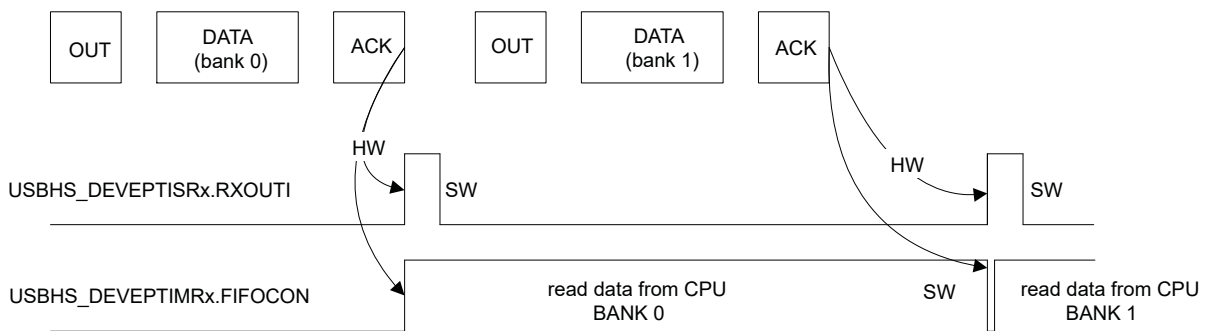 OUT
DATA
(bank 0)
ACK
OUT
DATA
(bank 1)
ACK
HW
HW
USBHS_DEVEPTISRx.RXOUTI
SW
SW
USBHS_DEVEPTIMRx.FIFOCON
read data from CPU
BANK 0
SW
read data from CPU
BANK 1